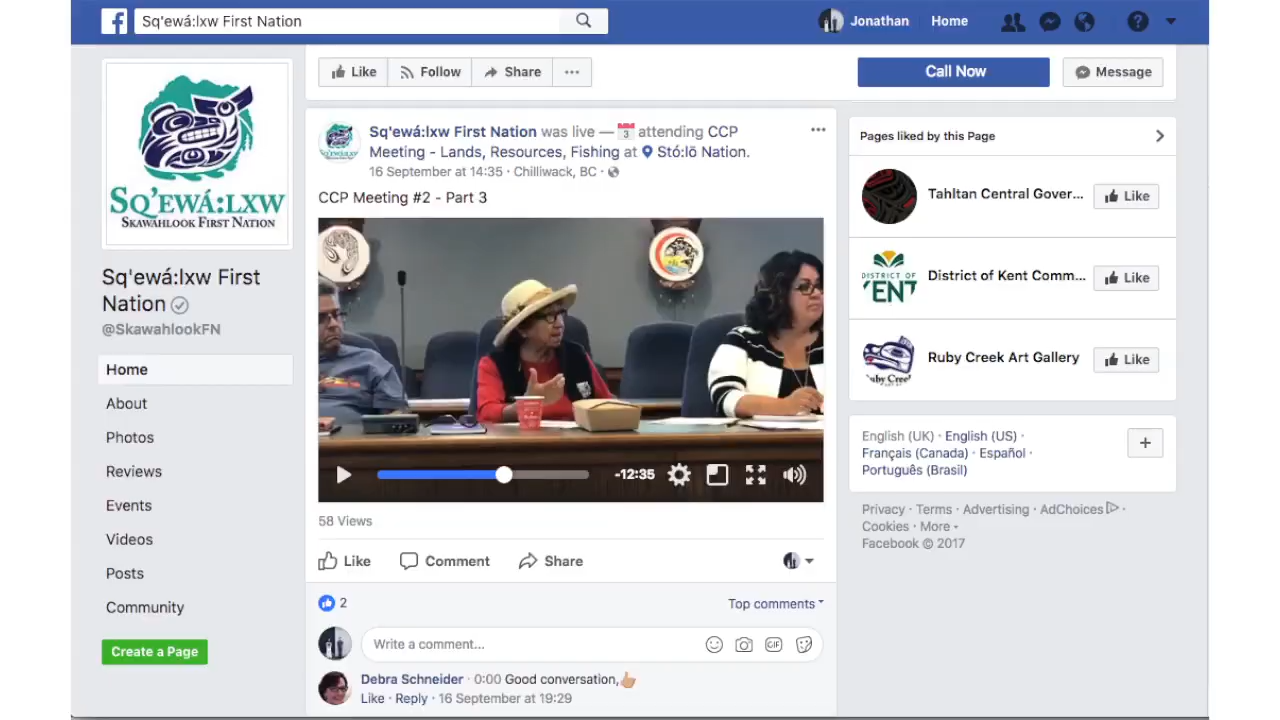 Sq'ewá:lxw First Nation
Jonathan Home
Like Follow Share
Call Now Message
SQ'EWÁ:LXW
SKAWAHLOOK FIRST NATION
Sq'ewá:lxw First
Nation
@SkawahlookFN
Home
About
Photos
Reviews
Events
Videos
Posts
Community
Create a Page
Sq'ewá:lxw First Nation was live — 3 attending CCP
Meeting - Lands, Resources, Fishing at Stó:lō Nation.
16 September at 14:35 · Chilliwack, BC ·
CCP Meeting #2 - Part 3
-12:35
58 Views
Like Comment Share
2
Top comments
Write a comment...
GIF
Debra Schneider · 0:00 Good conversation,
Like · Reply · 16 September at 19:29
Pages liked by this Page
Tahltan Central Gover... Like
DISTRICT OF
KENT
District of Kent Comm... Like
Ruby Creek Art Gallery Like
English (UK) · English (US) ·
Français (Canada) · Español ·
Português (Brasil)
Privacy · Terms · Advertising · AdChoices ·
Cookies · More
Facebook © 2017